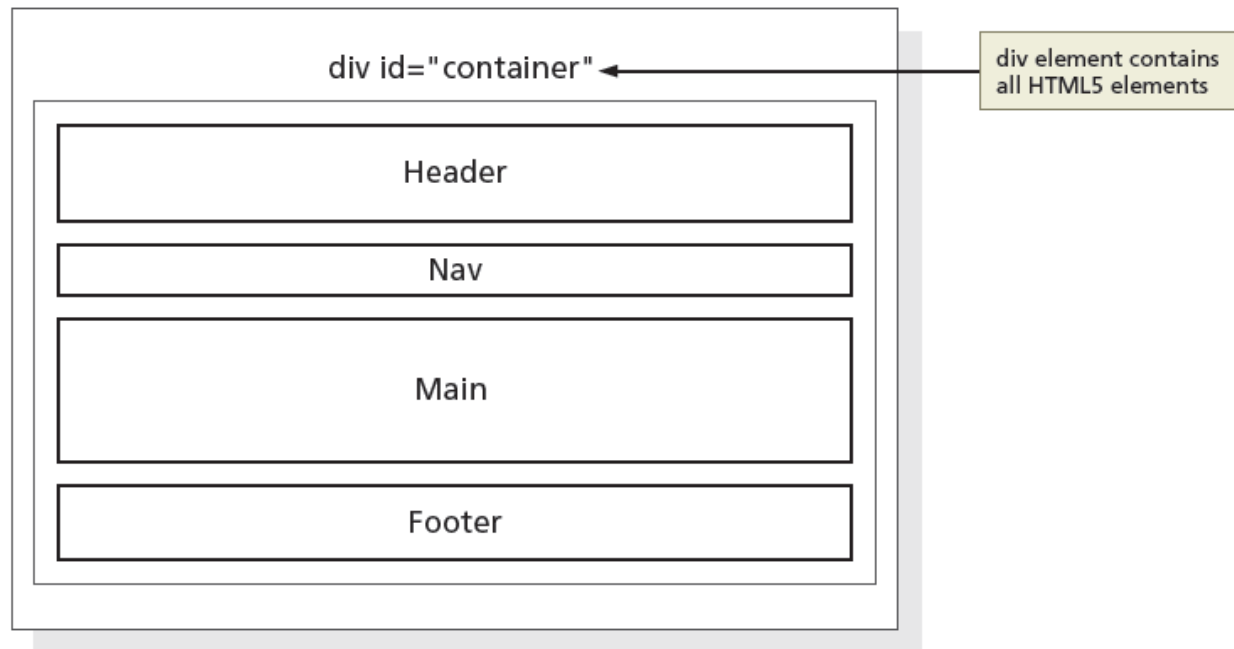 div id="container"
div element contains
all HTML5 elements
Header
Nav
Main
Footer